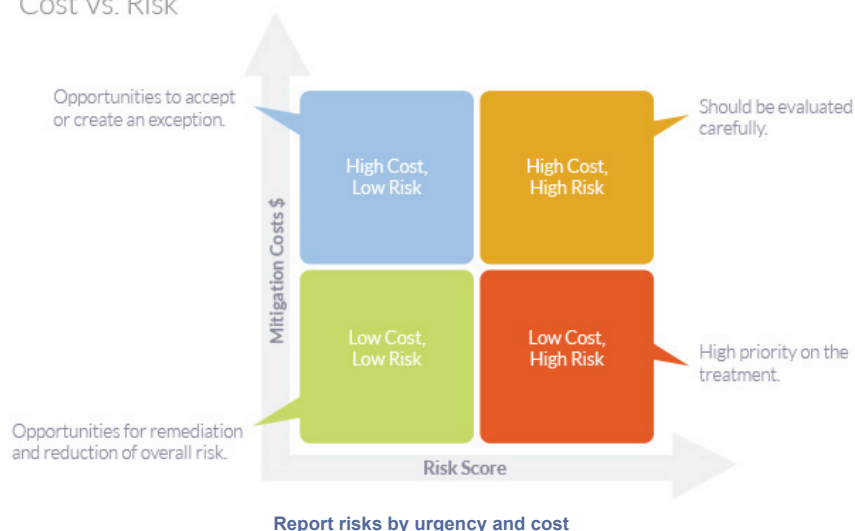 Cost vs. Risk
Opportunities to accept
or create an exception.
High Cost,
Low Risk
High Cost,
High Risk
Should be evaluated
carefully.
Mitigation Costs $
Low Cost,
Low Risk
Low Cost,
High Risk
High priority on the
treatment.
Opportunities for remediation
and reduction of overall risk.
Risk Score
Report risks by urgency and cost